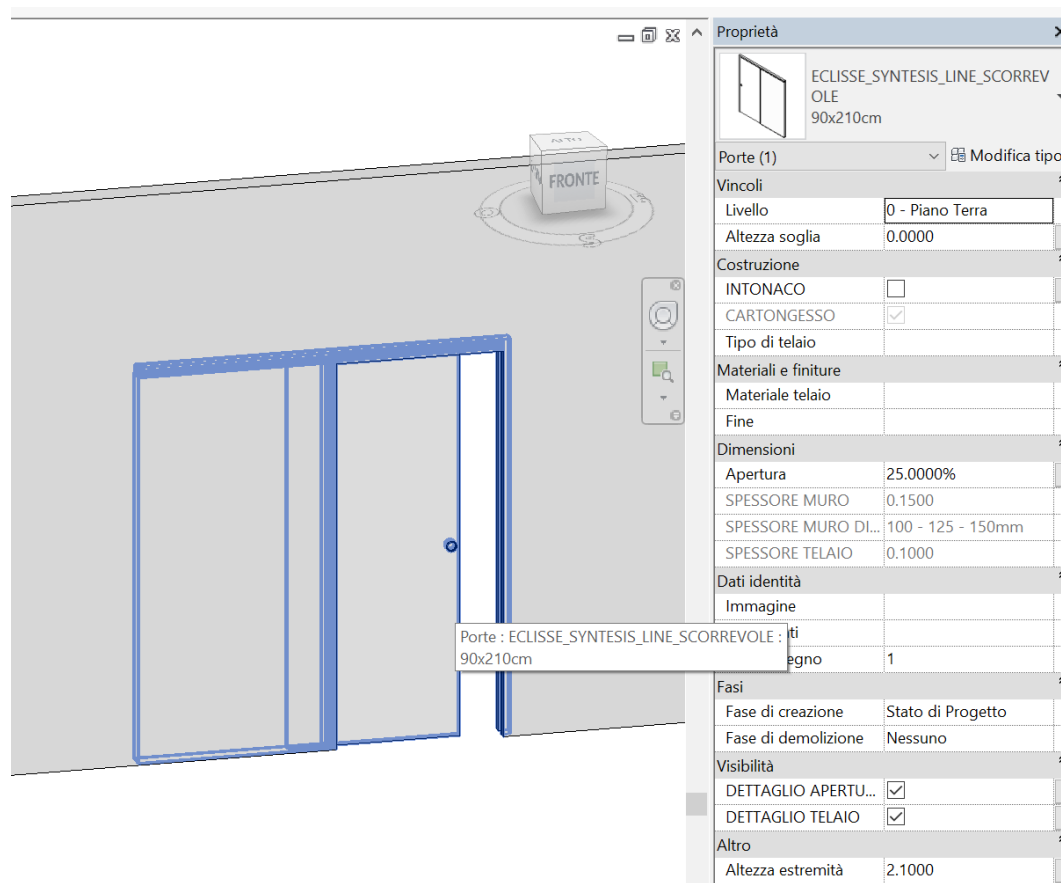 Proprietà
ECLISSE_SYNTESIS_LINE_SCORREV
OLE
90x210cm
Porte (1)
Modifica tipo
Vincoli
Livello
0 - Piano Terra
Altezza soglia
0.0000
Costruzione
INTONACO
CARTONGESSO
Tipo di telaio
Materiali e finiture
Materiale telaio
Fine
Dimensioni
Apertura
25.0000%
SPESSORE MURO
0.1500
SPESSORE MURO DI...
100 - 125 - 150mm
SPESSORE TELAIO
0.1000
Dati identità
Immagine
ti
egno
1
Fasi
Fase di creazione
Stato di Progetto
Fase di demolizione
Nessuno
Visibilità
DETTAGLIO APERTU...
DETTAGLIO TELAIO
Altro
Altezza estremità
2.1000
ALTO
FRONTE
Porte : ECLISSE_SYNTESIS_LINE_SCORREVOLE :
90x210cm